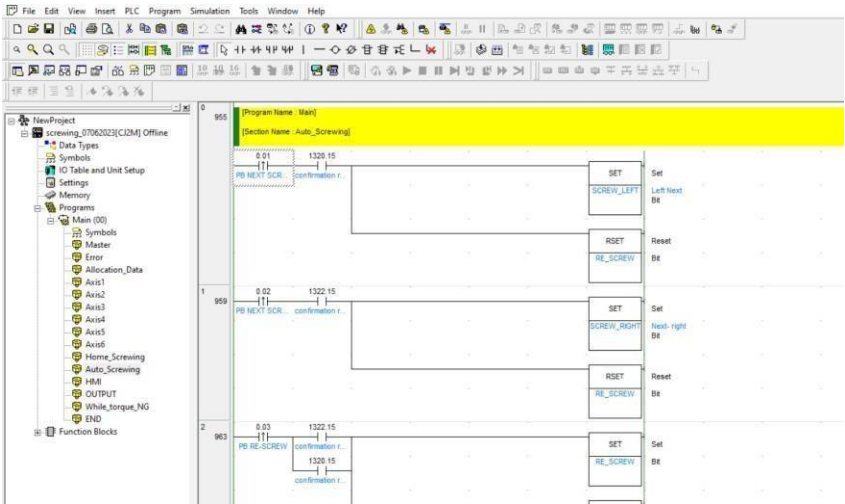 File Edit View Insert PLC Program Simulation Tools Window Help
NewProject
screwing_07062023[CJ2M] Offline
Data Types
Symbols
IO Table and Unit Setup
Settings
Memory
Programs
Main (00)
Symbols
Master
Error
Allocation_Data
Axis1
Axis2
Axis3
Axis4
Axis5
Axis6
Home_Screwing
Auto_Screwing
HMI
OUTPUT
While_torque_NG
END
Function Blocks
0
955
[Program Name : Main]
[Section Name : Auto_Screwing]
0.01 1320.15
PB NEXT SCR... confirmation r...
SET Set
SCREW_LEFT Left Next
Bit
RSET Reset
RE_SCREW Bit
1
959
0.02 1322.15
PB NEXT SCR... confirmation r...
SET Set
SCREW_RIGHT Next- right
Bit
RSET Reset
RE_SCREW Bit
2
963
0.03 1322.15
PB RE-SCREW confirmation r...
SET Set
RE_SCREW Bit
1320.15
confirmation r...